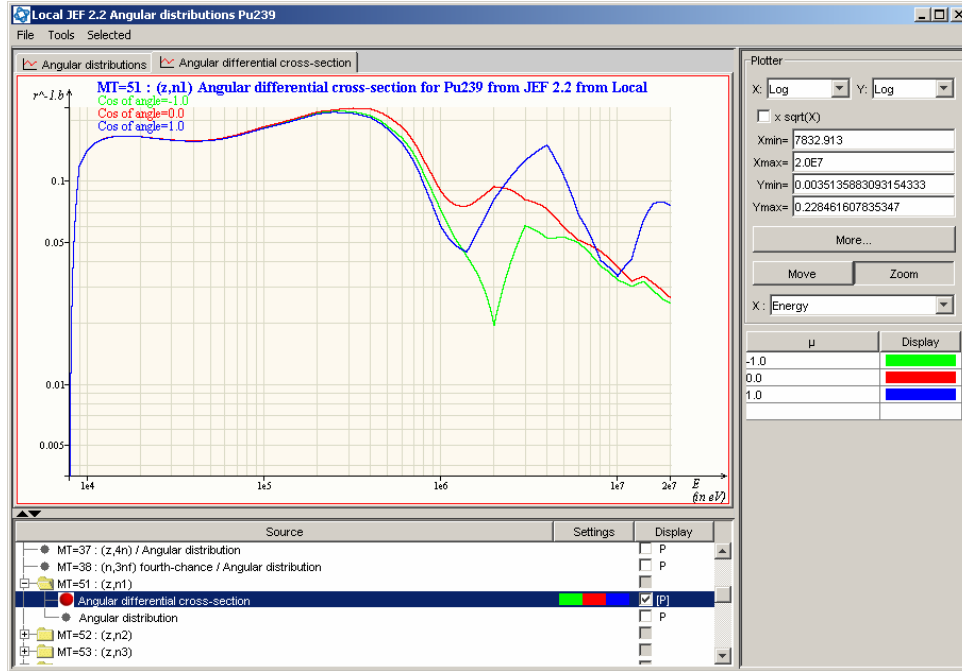 Local JEF 2.2 Angular distributions Pu239
File Tools Selected
Angular distributions Angular differential cross-section
MT=51 : (z,n1) Angular differential cross-section for Pu239 from JEF 2.2 from Local
r^-1.b
Cos of angle=-1.0
Cos of angle=0.0
Cos of angle=1.0
0.1
0.05
0.01
0.005
1e4 1e5 1e6 1e7 2e7
E
(in eV)
Plotter
X: Log Y: Log
x sqrt(X)
Xmin= 7832.913
Xmax= 2.0E7
Ymin= 0.0035135883093154333
Ymax= 0.228461607835347
More...
Move Zoom
X : Energy
µ Display
-1.0
0.0
1.0
Source Settings Display
MT=37 : (z,4n) / Angular distribution P
MT=38 : (n,3nf) fourth-chance / Angular distribution P
MT=51 : (z,n1)
Angular differential cross-section [P]
Angular distribution P
MT=52 : (z,n2)
MT=53 : (z,n3)